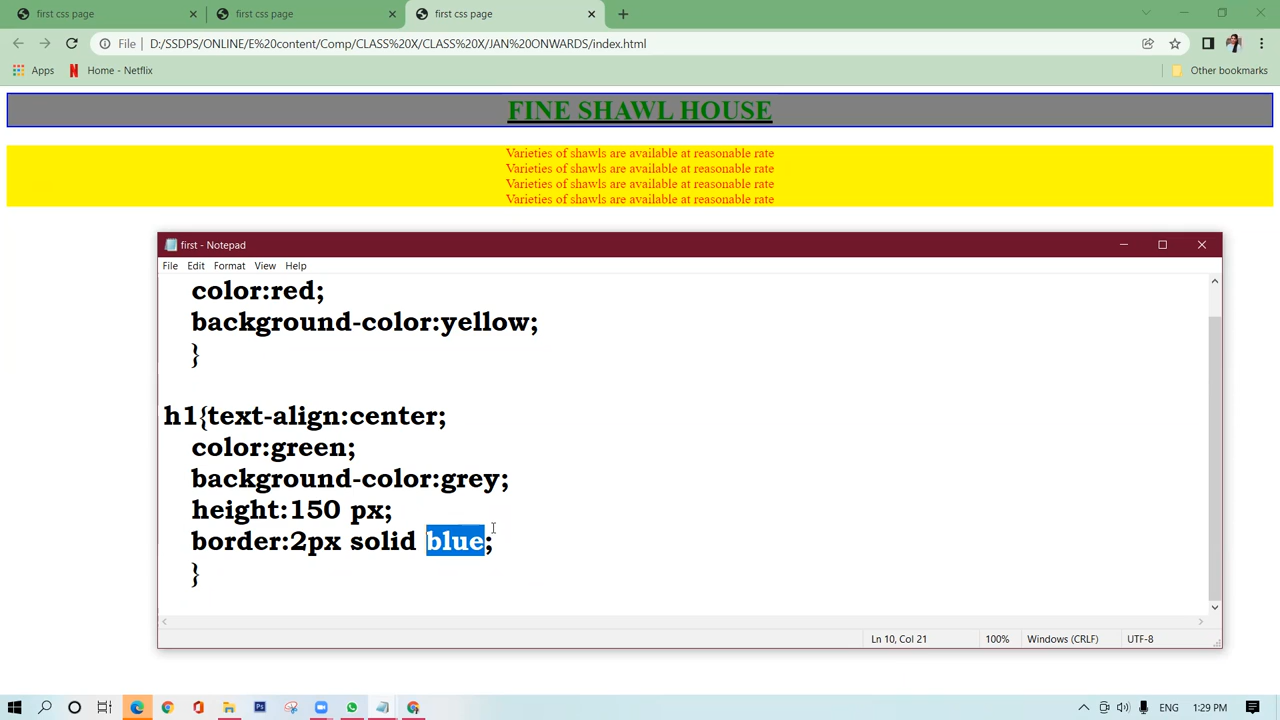 first css page
first css page
first css page
File
D:/SSDPS/ONLINE/E%20content/Comp/CLASS%20X/CLASS%20X/JAN%20ONWARDS/index.html
Apps
Home - Netflix
Other bookmarks
FINE SHAWL HOUSE
Varieties of shawls are available at reasonable rate
Varieties of shawls are available at reasonable rate
Varieties of shawls are available at reasonable rate
Varieties of shawls are available at reasonable rate
first - Notepad
File Edit Format View Help
color:red;
background-color:yellow;
}
h1{text-align:center;
color:green;
background-color:grey;
height:150 px;
border:2px solid blue;
}
Ln 10, Col 21
100%
Windows (CRLF)
UTF-8
ENG
1:29 PM